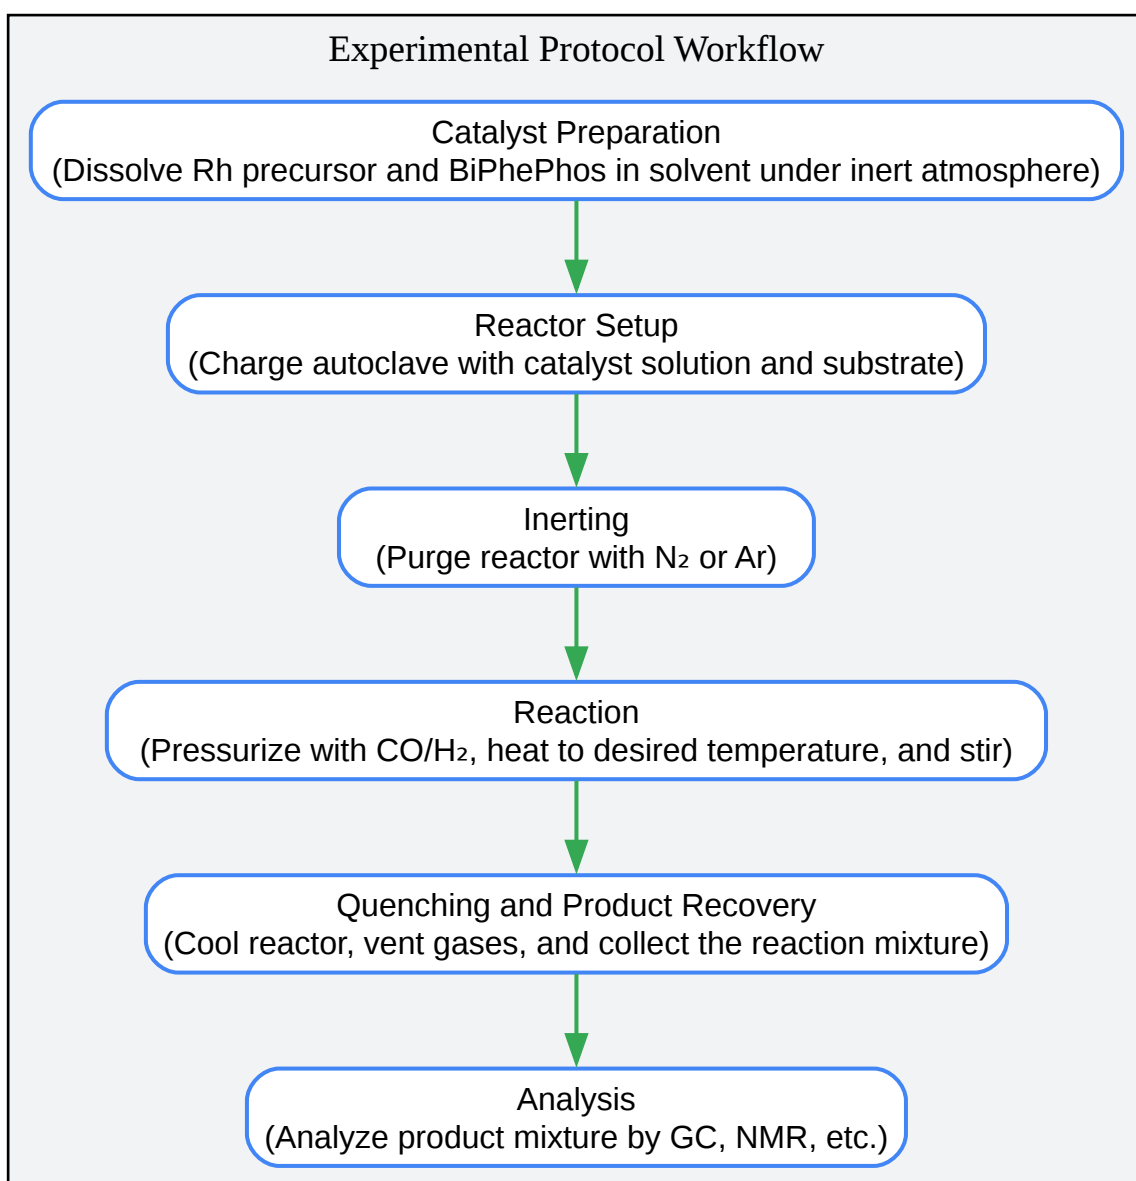 Experimental Protocol Workflow
Catalyst Preparation
(Dissolve Rh precursor and BiPhePhos in solvent under inert atmosphere)
Reactor Setup
(Charge autoclave with catalyst solution and substrate)
Inerting
(Purge reactor with N₂ or Ar)
Reaction
(Pressurize with CO/H₂, heat to desired temperature, and stir)
Quenching and Product Recovery
(Cool reactor, vent gases, and collect the reaction mixture)
Analysis
(Analyze product mixture by GC, NMR, etc.)